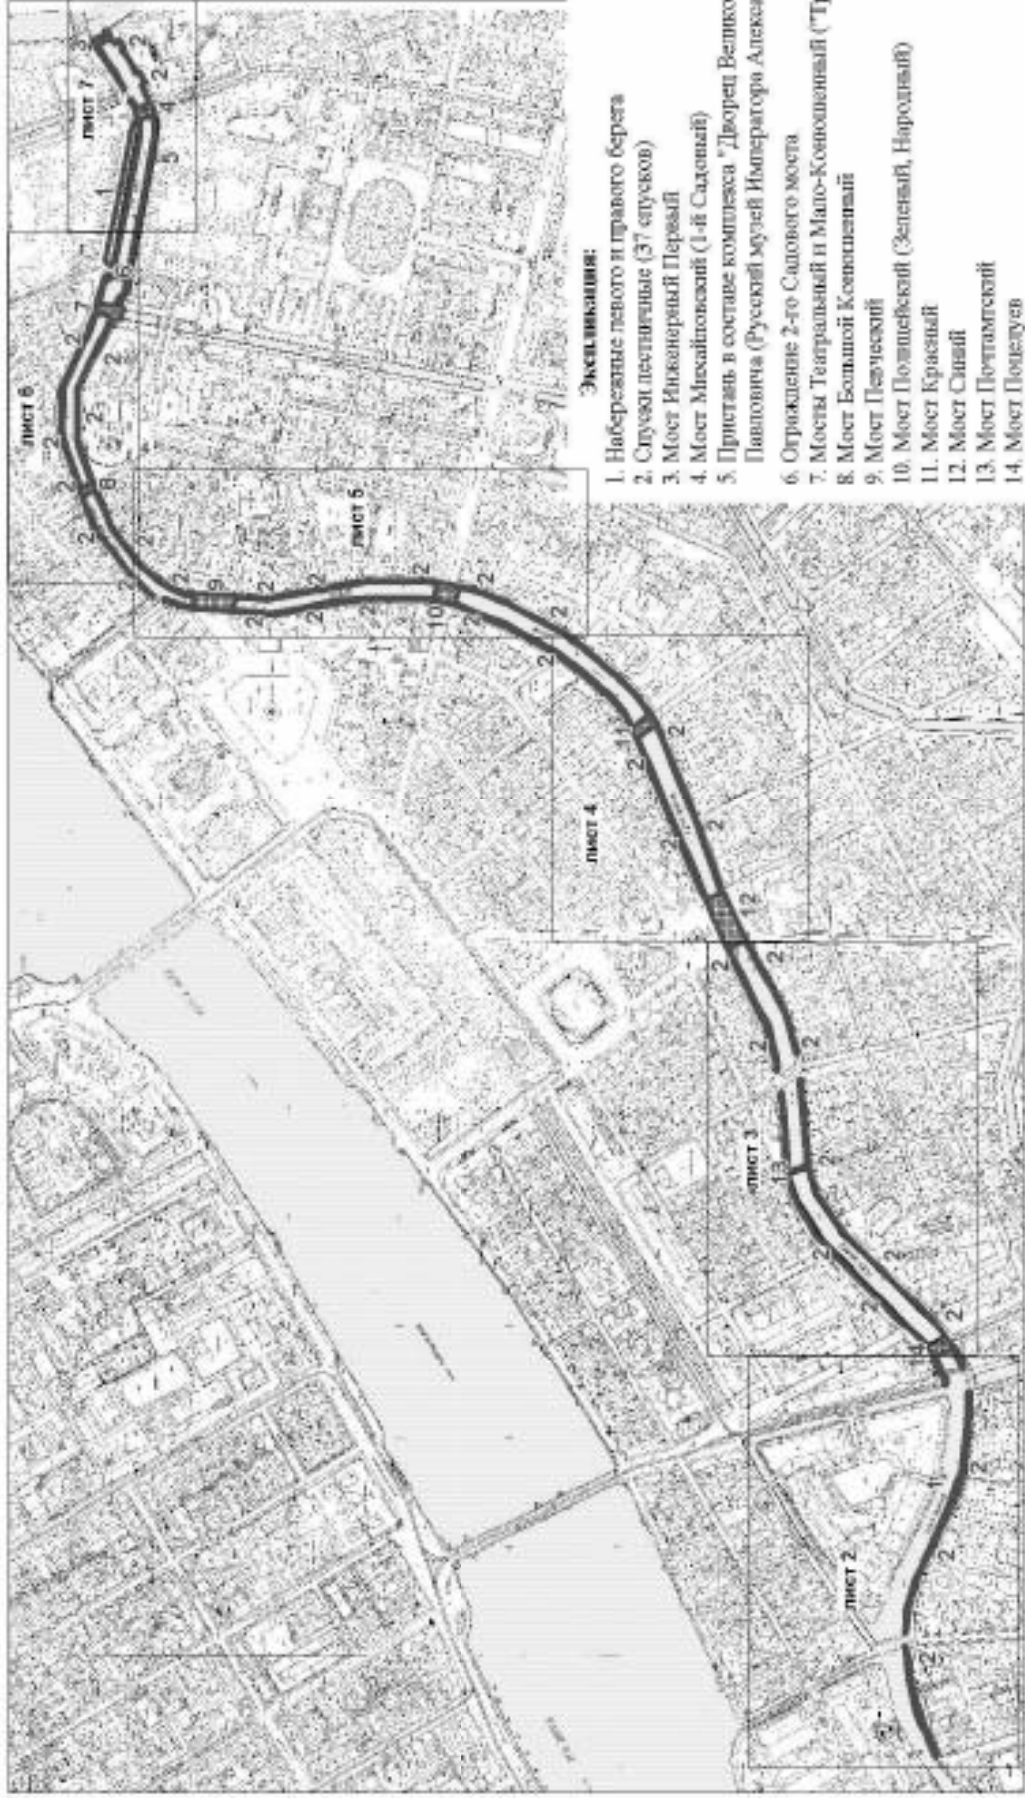 лист 7
лист 6
лист 5
лист 4
лист 3
лист 2
Экспликация:
1. Набережные левого и правого берега
2. Спуски лестничные (37 спусков)
3. Мост Инженерный Первый
4. Мост Михайловский (1-й Садовый)
5. Пристань в составе комплекса "Дворец Велико
Павловича (Русский музей Императора Алекса
6. Ограждение 2-го Садового моста
7. Мосты Театральный и Мало-Конюшенный ("Тр
8. Мост Большой Конюшенный
9. Мост Певческий
10. Мост Полицейский (Зеленый, Народный)
11. Мост Красный
12. Мост Синий
13. Мост Почтамтский
14. Мост Поцелуев